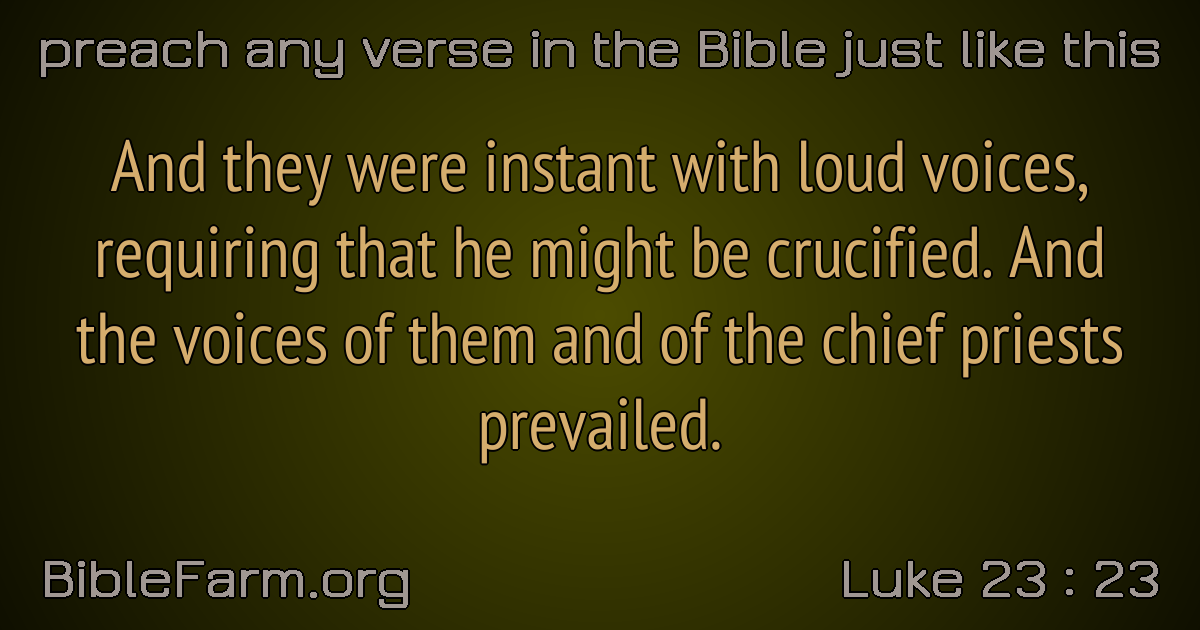 preach any verse in the Bible just like this
And they were instant with loud voices,
requiring that he might be crucified. And
the voices of them and of the chief priests
prevailed.
BibleFarm.org
Luke 23 : 23